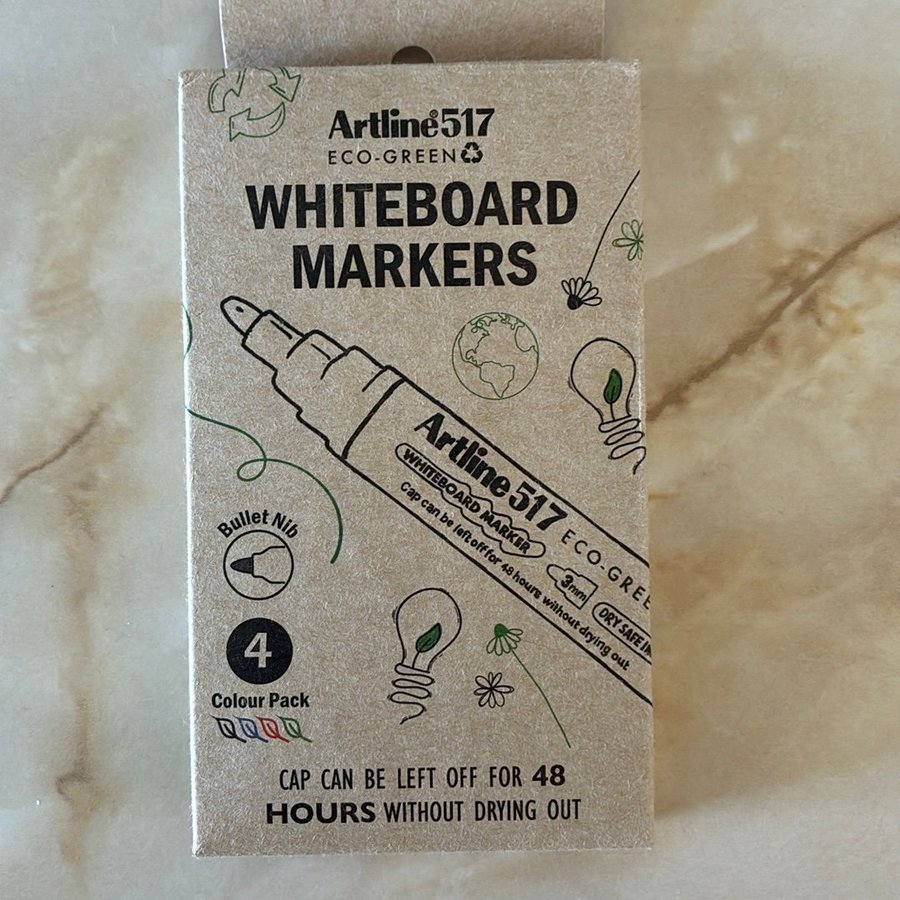 Artline®517
ECO-GREEN
WHITEBOARD
MARKERS
Artline 517 ECO-GREE
WHITEBOARD MARKER
Cap can be left off for 48 hours without drying out
3mm
DRY SAFE
Bullet Nib
4
Colour Pack
CAP CAN BE LEFT OFF FOR 48
HOURS WITHOUT DRYING OUT